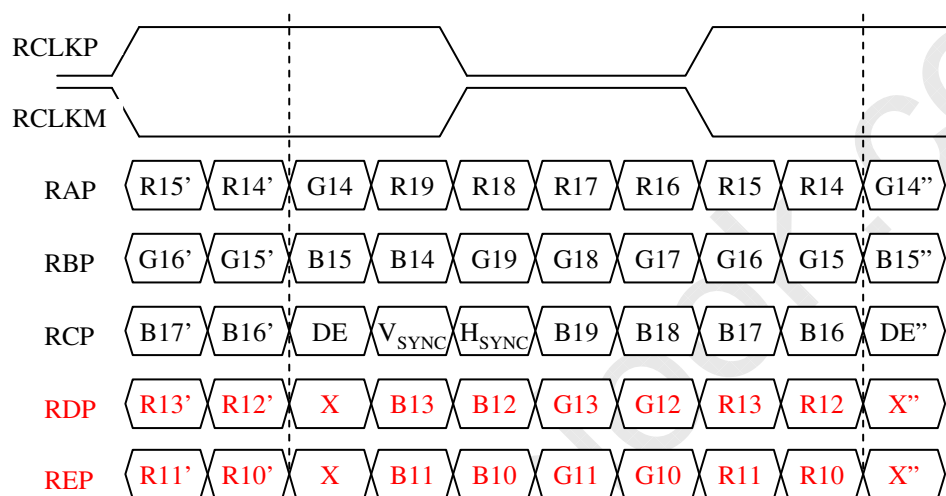 RCLKP
RCLKM
RAP R15’ R14’ G14 R19 R18 R17 R16 R15 R14 G14”
RBP G16’ G15’ B15 B14 G19 G18 G17 G16 G15 B15”
RCP B17’ B16’ DE VSYNC HSYNC B19 B18 B17 B16 DE”
RDP R13’ R12’ X B13 B12 G13 G12 R13 R12 X”
REP R11’ R10’ X B11 B10 G11 G10 R11 R10 X”